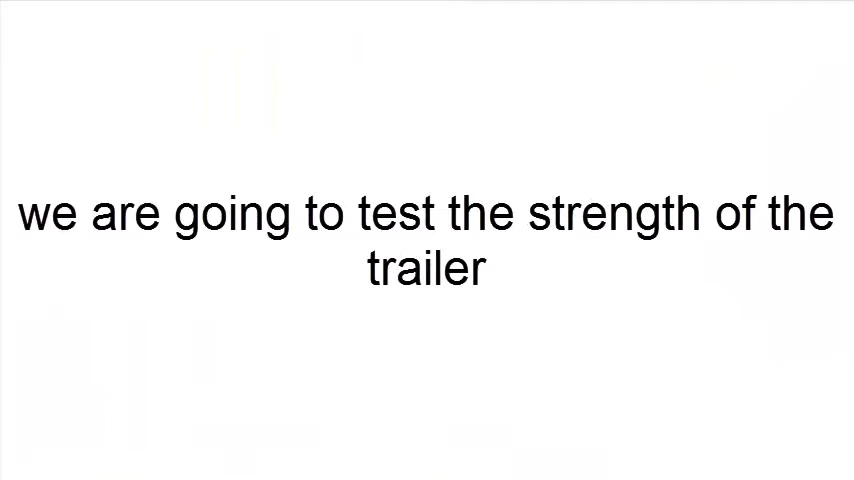 we are going to test the strength of the
trailer